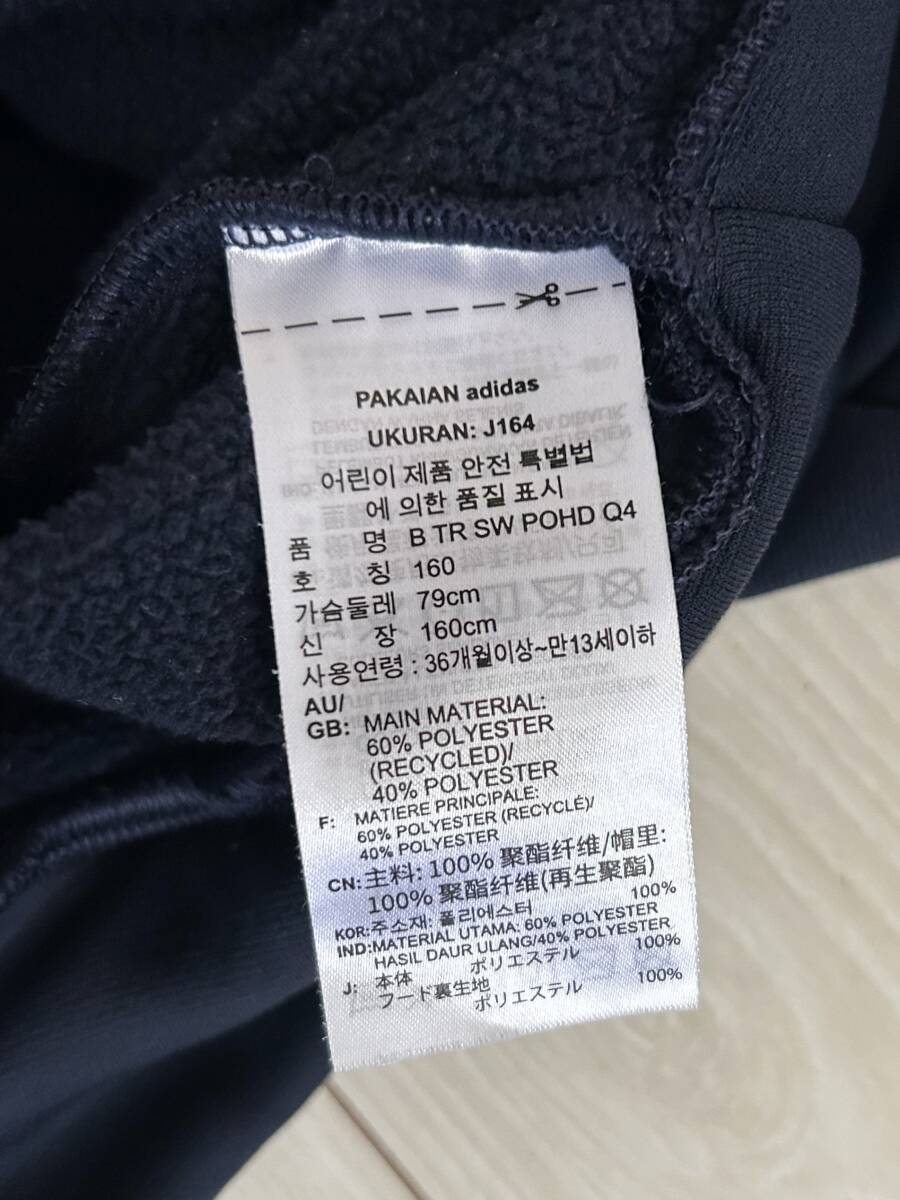 PAKAIAN adidas
UKURAN: J164
어린이 제품 안전 특별법
에 의한 품질 표시
품 명 B TR SW POHD Q4
호 칭 160
가슴둘레 79cm
신 장 160cm
사용연령 : 36개월이상~만13세이하
AU/
GB: MAIN MATERIAL:
60% POLYESTER
(RECYCLED)/
40% POLYESTER
F: MATIERE PRINCIPALE:
60% POLYESTER (RECYCLÉ)/
40% POLYESTER
CN:主料: 100% 聚酯纤维/帽里:
100% 聚酯纤维(再生聚酯)
KOR:주소재: 폴리에스터 100%
IND:MATERIAL UTAMA: 60% POLYESTER
HASIL DAUR ULANG/40% POLYESTER
J: 本体 ポリエステル 100%
フード裏生地
ポリエステル 100%